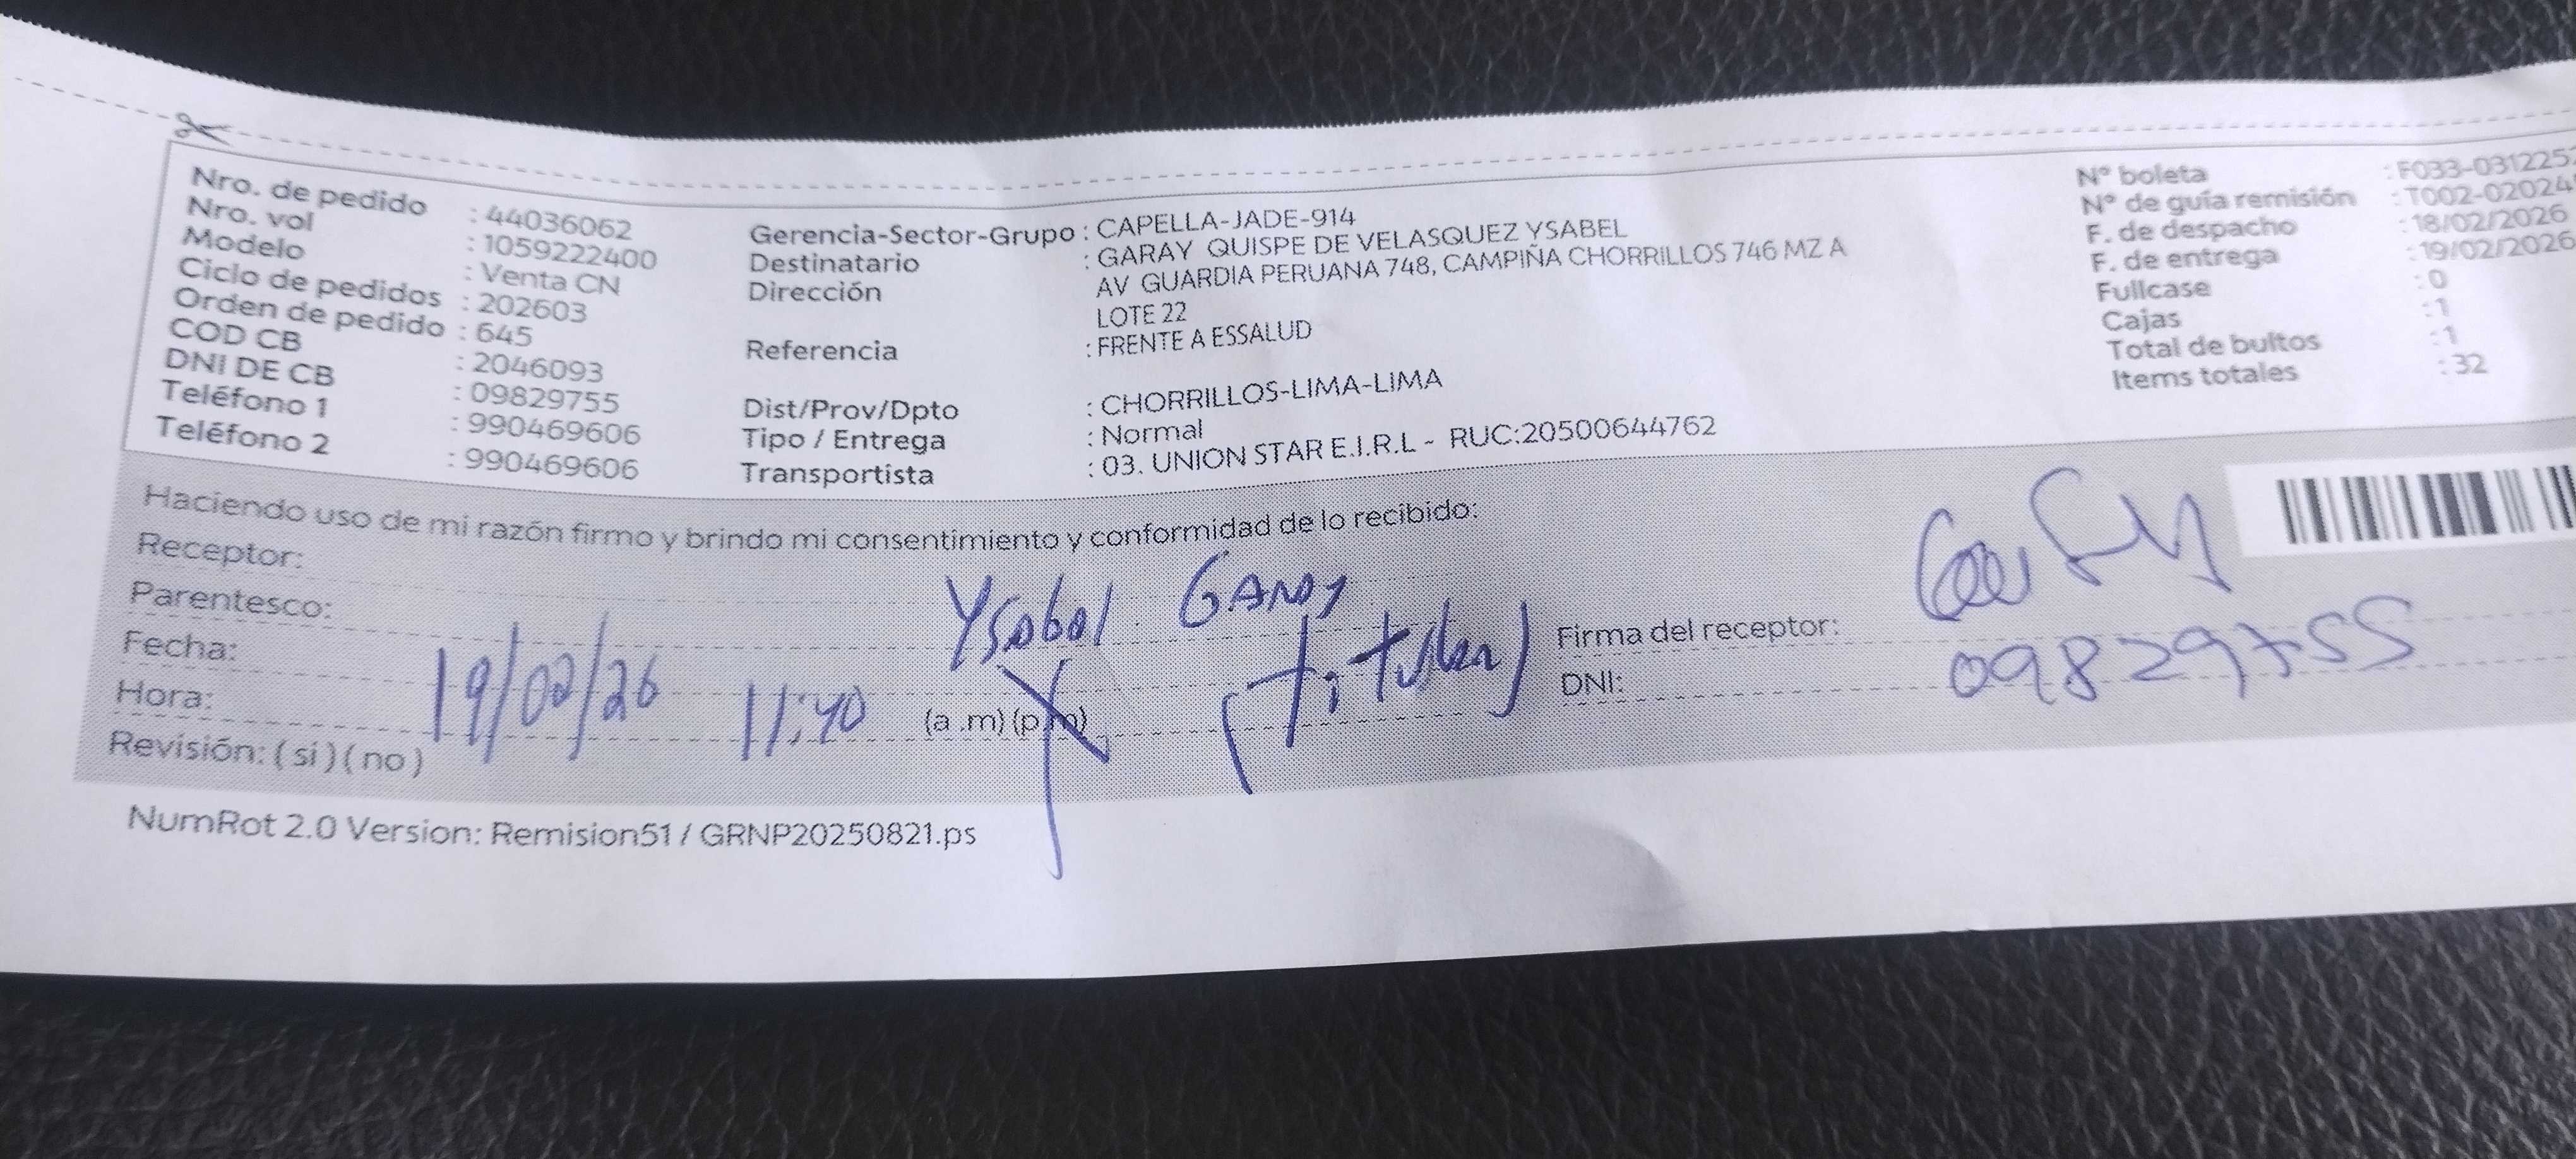 Nro. de pedido : 44036062
Nro. vol : 1059222400
Modelo : Venta CN
Ciclo de pedidos : 202603
Orden de pedido : 645
COD CB : 2046093
DNI DE CB : 09829755
Teléfono 1 : 990469606
Teléfono 2 : 990469606
Gerencia-Sector-Grupo : CAPELLA-JADE-914
Destinatario : GARAY QUISPE DE VELASQUEZ YSABEL
Dirección AV GUARDIA PERUANA 748, CAMPIÑA CHORRILLOS 746 MZ A
LOTE 22
Referencia : FRENTE A ESSALUD
Dist/Prov/Dpto : CHORRILLOS-LIMA-LIMA
Tipo / Entrega : Normal
Transportista : 03. UNION STAR E.I.R.L - RUC:20500644762
N° boleta : F033-031225
N° de guía remisión : T002-02024
F. de despacho : 18/02/2026
F. de entrega : 19/02/2026
Fullcase : 0
Cajas : 1
Total de bultos : 1
Items totales : 32
Haciendo uso de mi razón firmo y brindo mi consentimiento y conformidad de lo recibido:
Receptor: Ysabel Garay
Parentesco: (Titular)
Fecha: 19/02/26
Hora: 11:40 (a .m) (p.m)
Revisión: ( si ) ( no )
Firma del receptor:
DNI: 09829755
NumRot 2.0 Version: Remision51 / GRNP20250821.ps